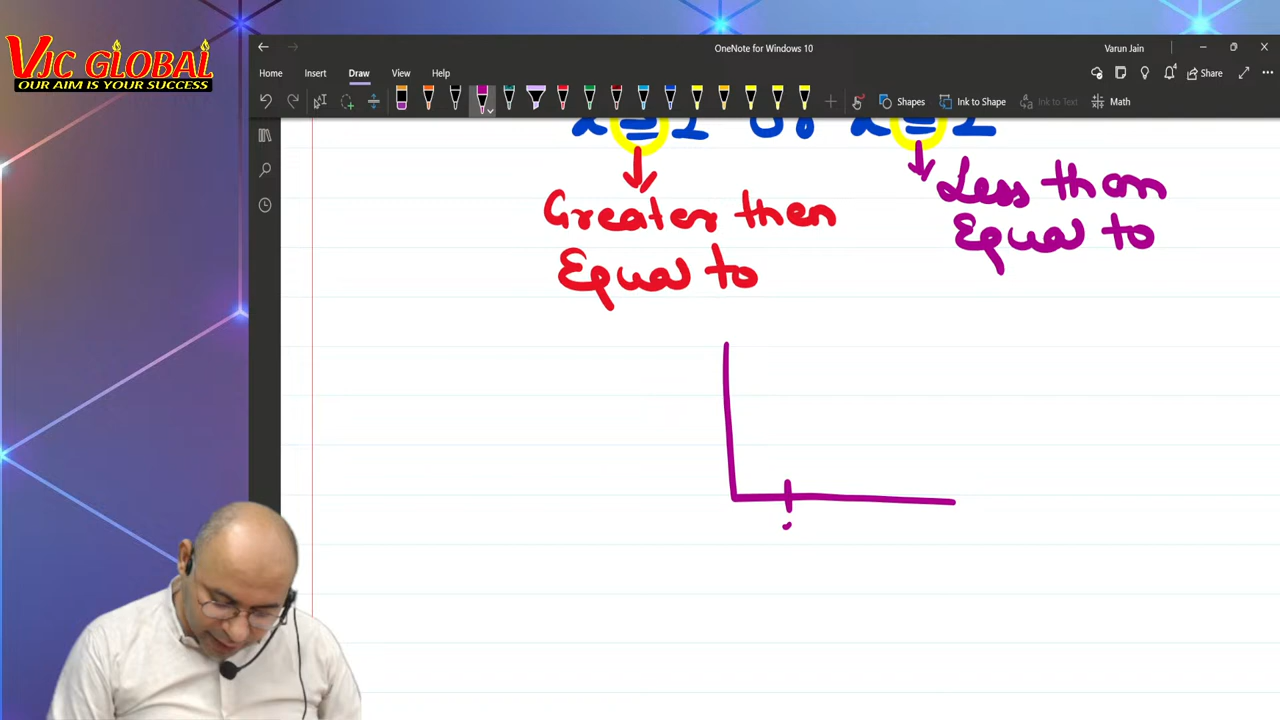 VJC GLOBAL
OUR AIM IS YOUR SUCCESS
OneNote for Windows 10
Varun Jain
Home Insert Draw View Help
Share
Shapes Ink to Shape Ink to Text Math
Greater then
Equal to
Less than
Equal to